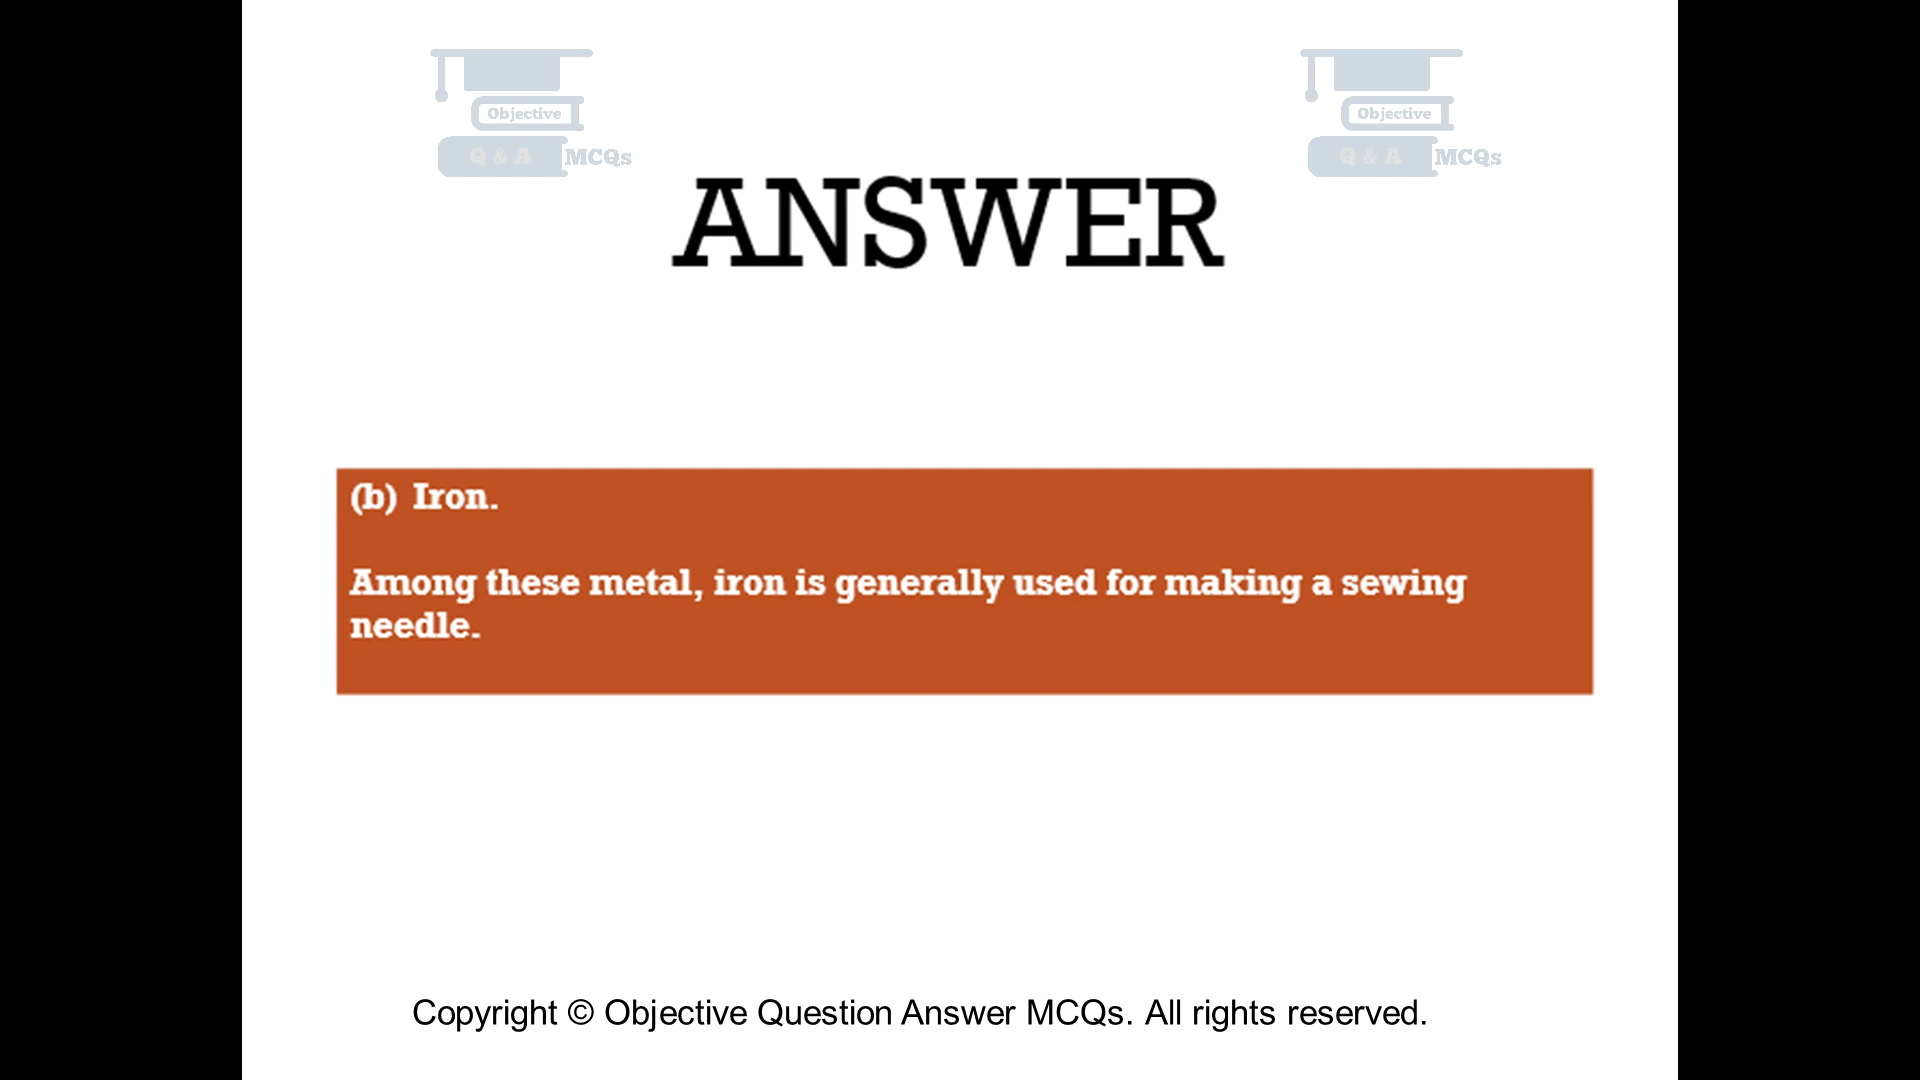 Objective
Q & A MCQs
Objective
Q & A MCQs
ANSWER
(b) Iron.
Among these metal, iron is generally used for making a sewing
needle.
Copyright © Objective Question Answer MCQs. All rights reserved.